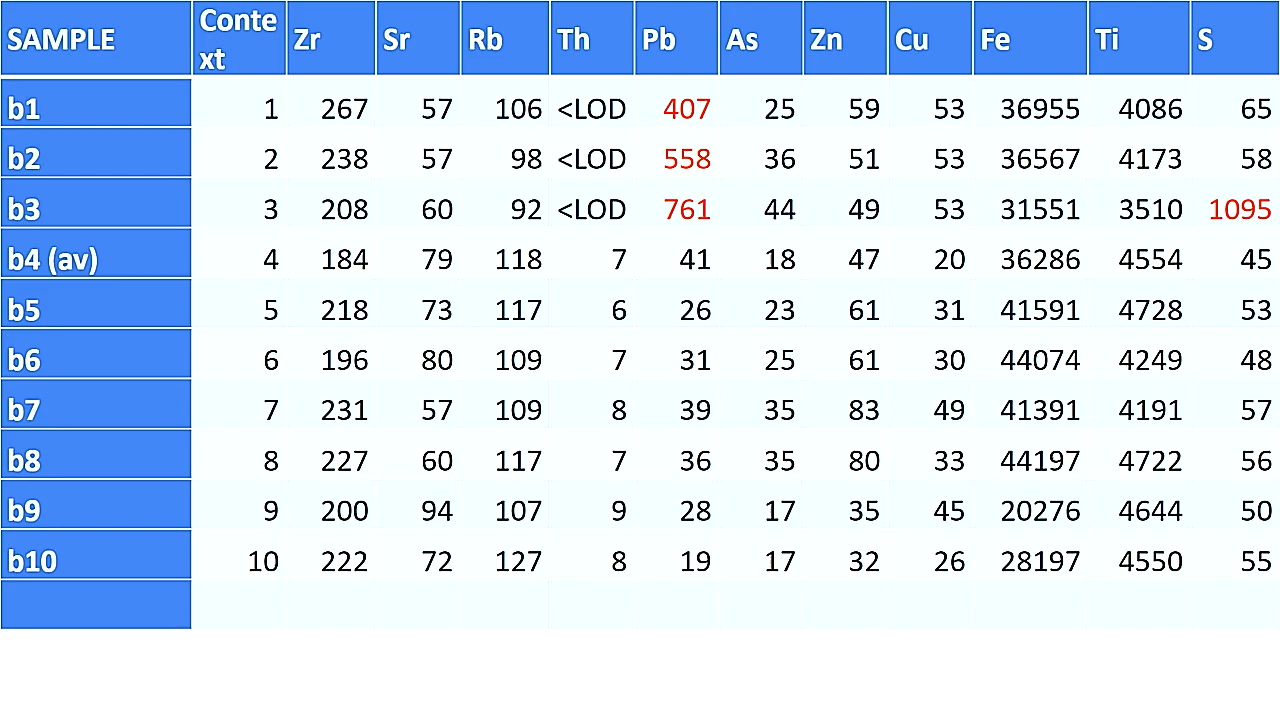 SAMPLE Conte xt Zr Sr Rb Th Pb As Zn Cu Fe Ti S
b1 1 267 57 106 <LOD 407 25 59 53 36955 4086 65
b2 2 238 57 98 <LOD 558 36 51 53 36567 4173 58
b3 3 208 60 92 <LOD 761 44 49 53 31551 3510 1095
b4 (av) 4 184 79 118 7 41 18 47 20 36286 4554 45
b5 5 218 73 117 6 26 23 61 31 41591 4728 53
b6 6 196 80 109 7 31 25 61 30 44074 4249 48
b7 7 231 57 109 8 39 35 83 49 41391 4191 57
b8 8 227 60 117 7 36 35 80 33 44197 4722 56
b9 9 200 94 107 9 28 17 35 45 20276 4644 50
b10 10 222 72 127 8 19 17 32 26 28197 4550 55